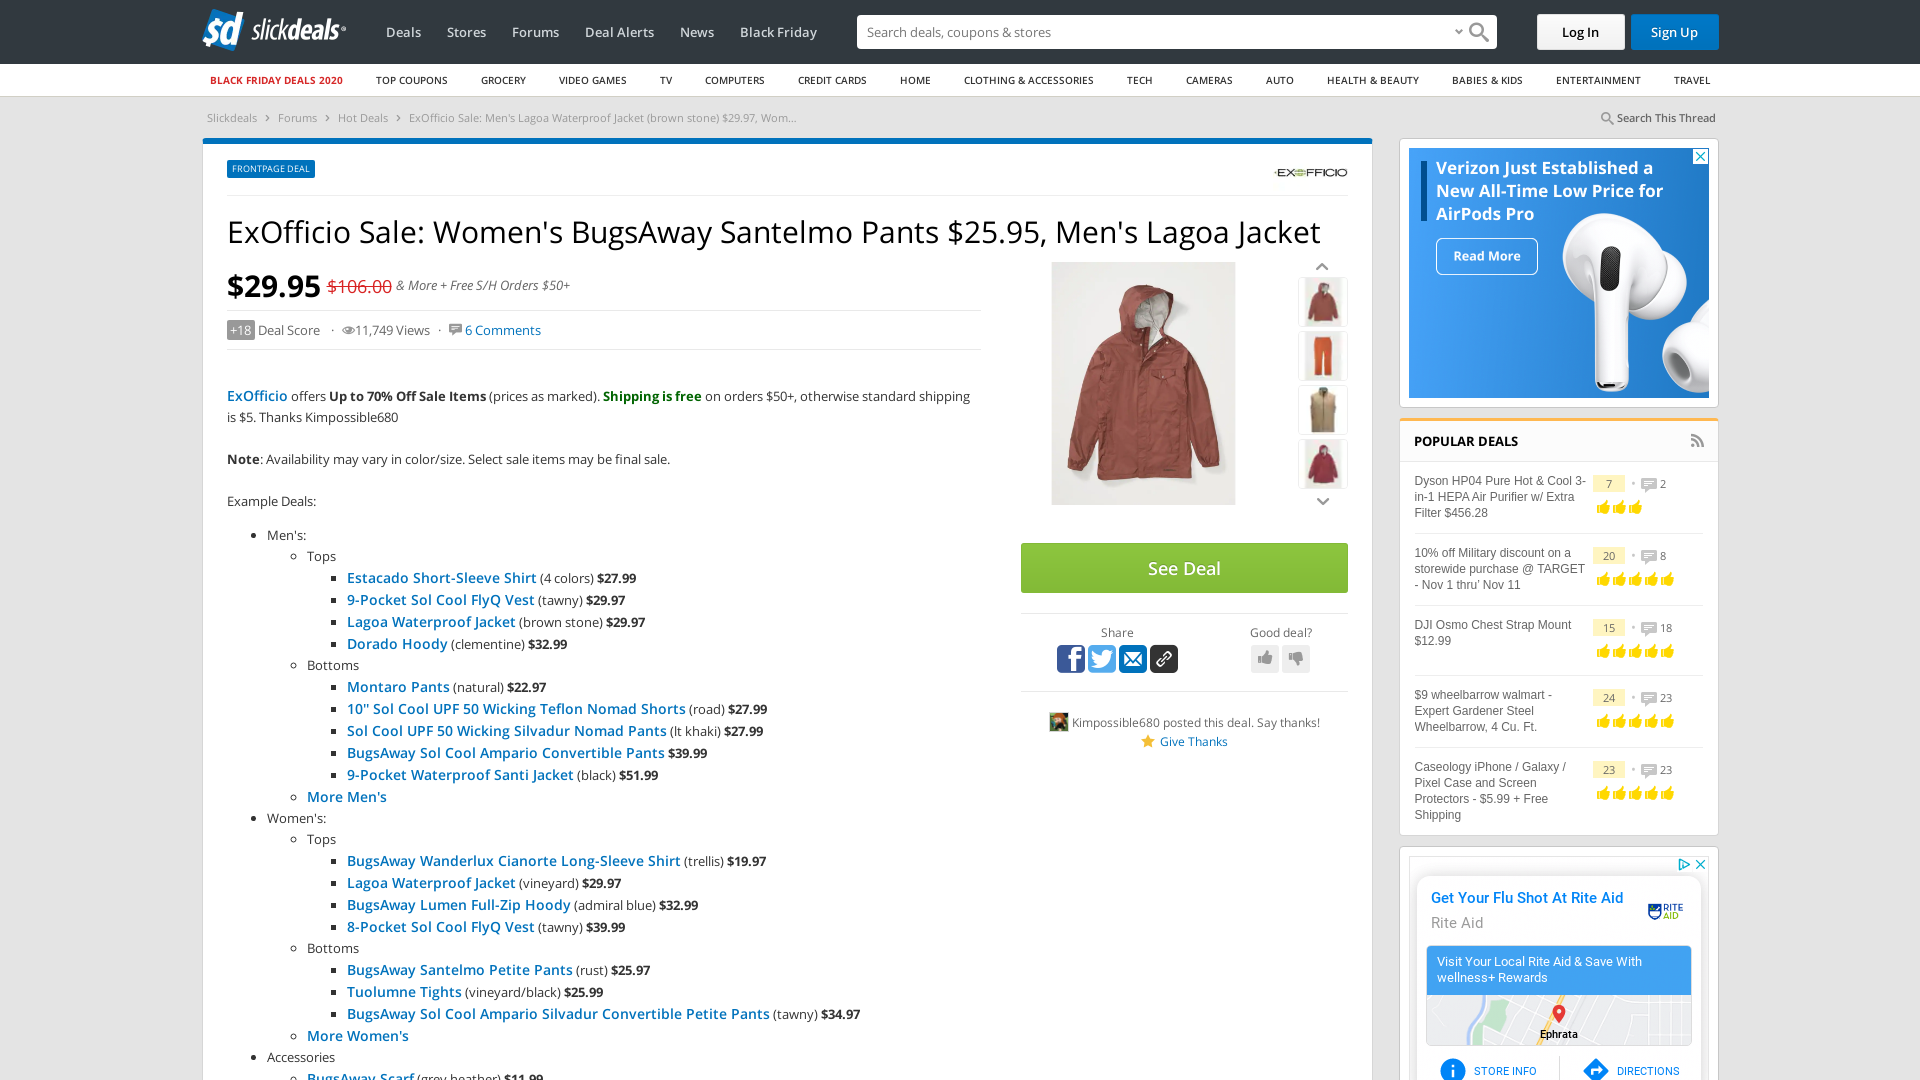 sd slickdeals
Deals Stores Forums Deal Alerts News Black Friday
Search deals, coupons & stores
Log In
Sign Up
BLACK FRIDAY DEALS 2020 TOP COUPONS GROCERY VIDEO GAMES TV COMPUTERS CREDIT CARDS HOME CLOTHING & ACCESSORIES TECH CAMERAS AUTO HEALTH & BEAUTY BABIES & KIDS ENTERTAINMENT TRAVEL
Slickdeals > Forums > Hot Deals > ExOfficio Sale: Men's Lagoa Waterproof Jacket (brown stone) $29.97, Wom...
Search This Thread
FRONTPAGE DEAL
EXOFFICIO
ExOfficio Sale: Women's BugsAway Santelmo Pants $25.95, Men's Lagoa Jacket
$29.95 $106.00 & More + Free S/H Orders $50+
+18 Deal Score · 11,749 Views · 6 Comments
ExOfficio offers Up to 70% Off Sale Items (prices as marked). Shipping is free on orders $50+, otherwise standard shipping
is $5. Thanks Kimpossible680
Note: Availability may vary in color/size. Select sale items may be final sale.
Example Deals:
Men's:
Tops
Estacado Short-Sleeve Shirt (4 colors) $27.99
9-Pocket Sol Cool FlyQ Vest (tawny) $29.97
Lagoa Waterproof Jacket (brown stone) $29.97
Dorado Hoody (clementine) $32.99
Bottoms
Montaro Pants (natural) $22.97
10" Sol Cool UPF 50 Wicking Teflon Nomad Shorts (road) $27.99
Sol Cool UPF 50 Wicking Silvadur Nomad Pants (lt khaki) $27.99
BugsAway Sol Cool Ampario Convertible Pants $39.99
9-Pocket Waterproof Santi Jacket (black) $51.99
More Men's
Women's:
Tops
BugsAway Wanderlux Cianorte Long-Sleeve Shirt (trellis) $19.97
Lagoa Waterproof Jacket (vineyard) $29.97
BugsAway Lumen Full-Zip Hoody (admiral blue) $32.99
8-Pocket Sol Cool FlyQ Vest (tawny) $39.99
Bottoms
BugsAway Santelmo Petite Pants (rust) $25.97
Tuolumne Tights (vineyard/black) $25.99
BugsAway Sol Cool Ampario Silvadur Convertible Petite Pants (tawny) $34.97
More Women's
Accessories
BugsAway Scarf (grey heather) $11.99
See Deal
Share
Good deal?
Kimpossible680 posted this deal. Say thanks!
Give Thanks
Verizon Just Established a
New All-Time Low Price for
AirPods Pro
Read More
POPULAR DEALS
Dyson HP04 Pure Hot & Cool 3-
in-1 HEPA Air Purifier w/ Extra
Filter $456.28
7 • 2
10% off Military discount on a
storewide purchase @ TARGET
- Nov 1 thru' Nov 11
20 • 8
DJI Osmo Chest Strap Mount
$12.99
15 • 18
$9 wheelbarrow walmart -
Expert Gardener Steel
Wheelbarrow, 4 Cu. Ft.
24 • 23
Caseology iPhone / Galaxy /
Pixel Case and Screen
Protectors - $5.99 + Free
Shipping
23 • 23
Get Your Flu Shot At Rite Aid
Rite Aid
RITE
AID
Visit Your Local Rite Aid & Save With
wellness+ Rewards
Ephrata
STORE INFO
DIRECTIONS